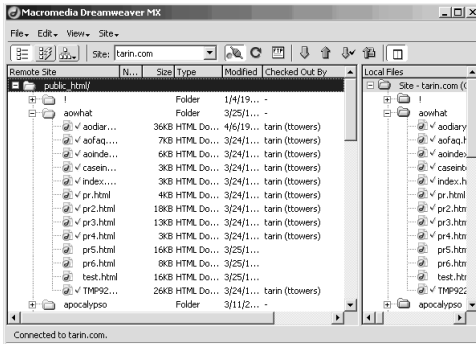 Macromedia Dreamweaver MX
File Edit View Site
Site: tarin.com
Remote Site N... Size Type Modified Checked Out By Local Files
public_html/ Site - tarin.com (
! Folder 1/4/19... - !
aowhat Folder 3/25/1... - aowhat
aodiar... 36KB HTML Do... 4/6/19... tarin (ttowers) aodiary
aofaq.... 7KB HTML Do... 3/24/1... tarin (ttowers) aofaq.h
aoinde... 6KB HTML Do... 3/24/1... tarin (ttowers) aoindex
casein... 3KB HTML Do... 3/24/1... tarin (ttowers) caseint
index.... 3KB HTML Do... 3/24/1... tarin (ttowers) index.h
pr.html 4KB HTML Do... 3/24/1... tarin (ttowers) pr.html
pr2.html 18KB HTML Do... 3/24/1... tarin (ttowers) pr2.htm
pr3.html 13KB HTML Do... 3/24/1... tarin (ttowers) pr3.htm
pr4.html 3KB HTML Do... 3/24/1... tarin (ttowers) pr4.htm
pr5.html 16KB HTML Do... 3/25/1... pr5.htm
pr6.html 8KB HTML Do... 3/25/1... pr6.htm
test.html 16KB HTML Do... 3/25/1... test.htm
TMP92... 26KB HTML Do... 3/24/1... tarin (ttowers) TMP922
apocalypso Folder 3/11/2... - apocalypso
Connected to tarin.com.